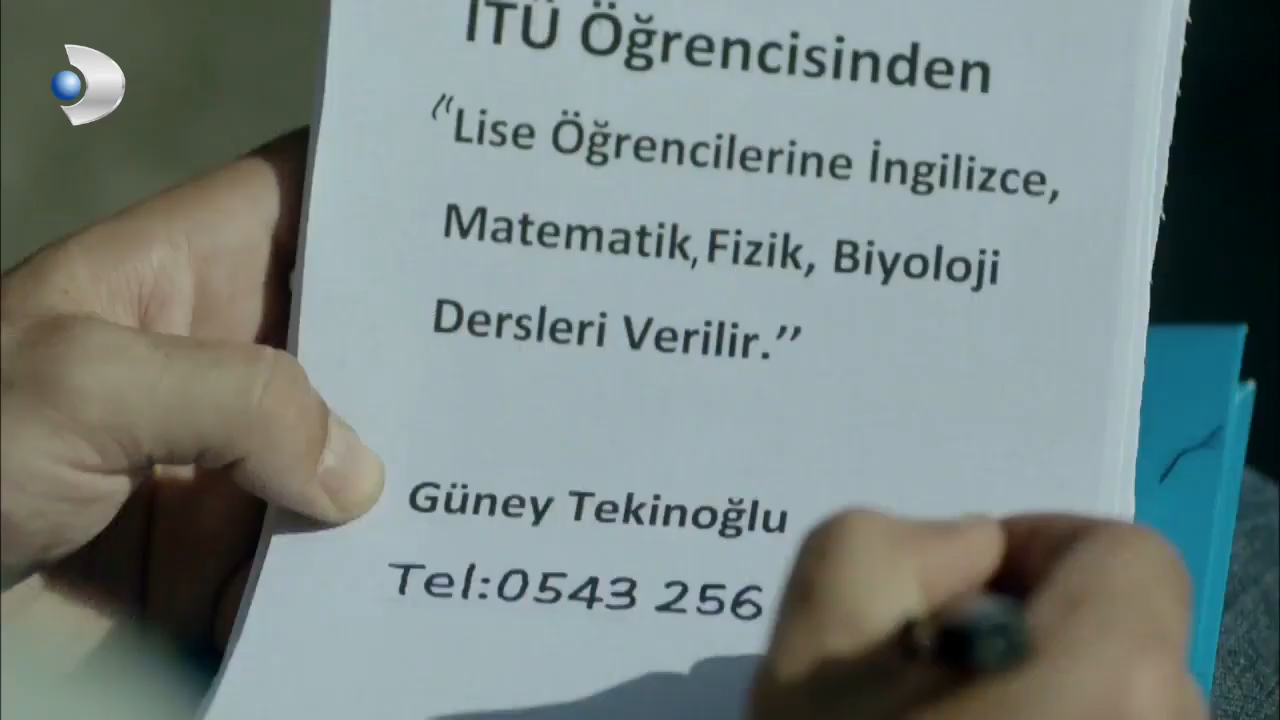 İTÜ Öğrencisinden
“Lise Öğrencilerine İngilizce,
Matematik, Fizik, Biyoloji
Dersleri Verilir.”
Güney Tekinoğlu
Tel:0543 256